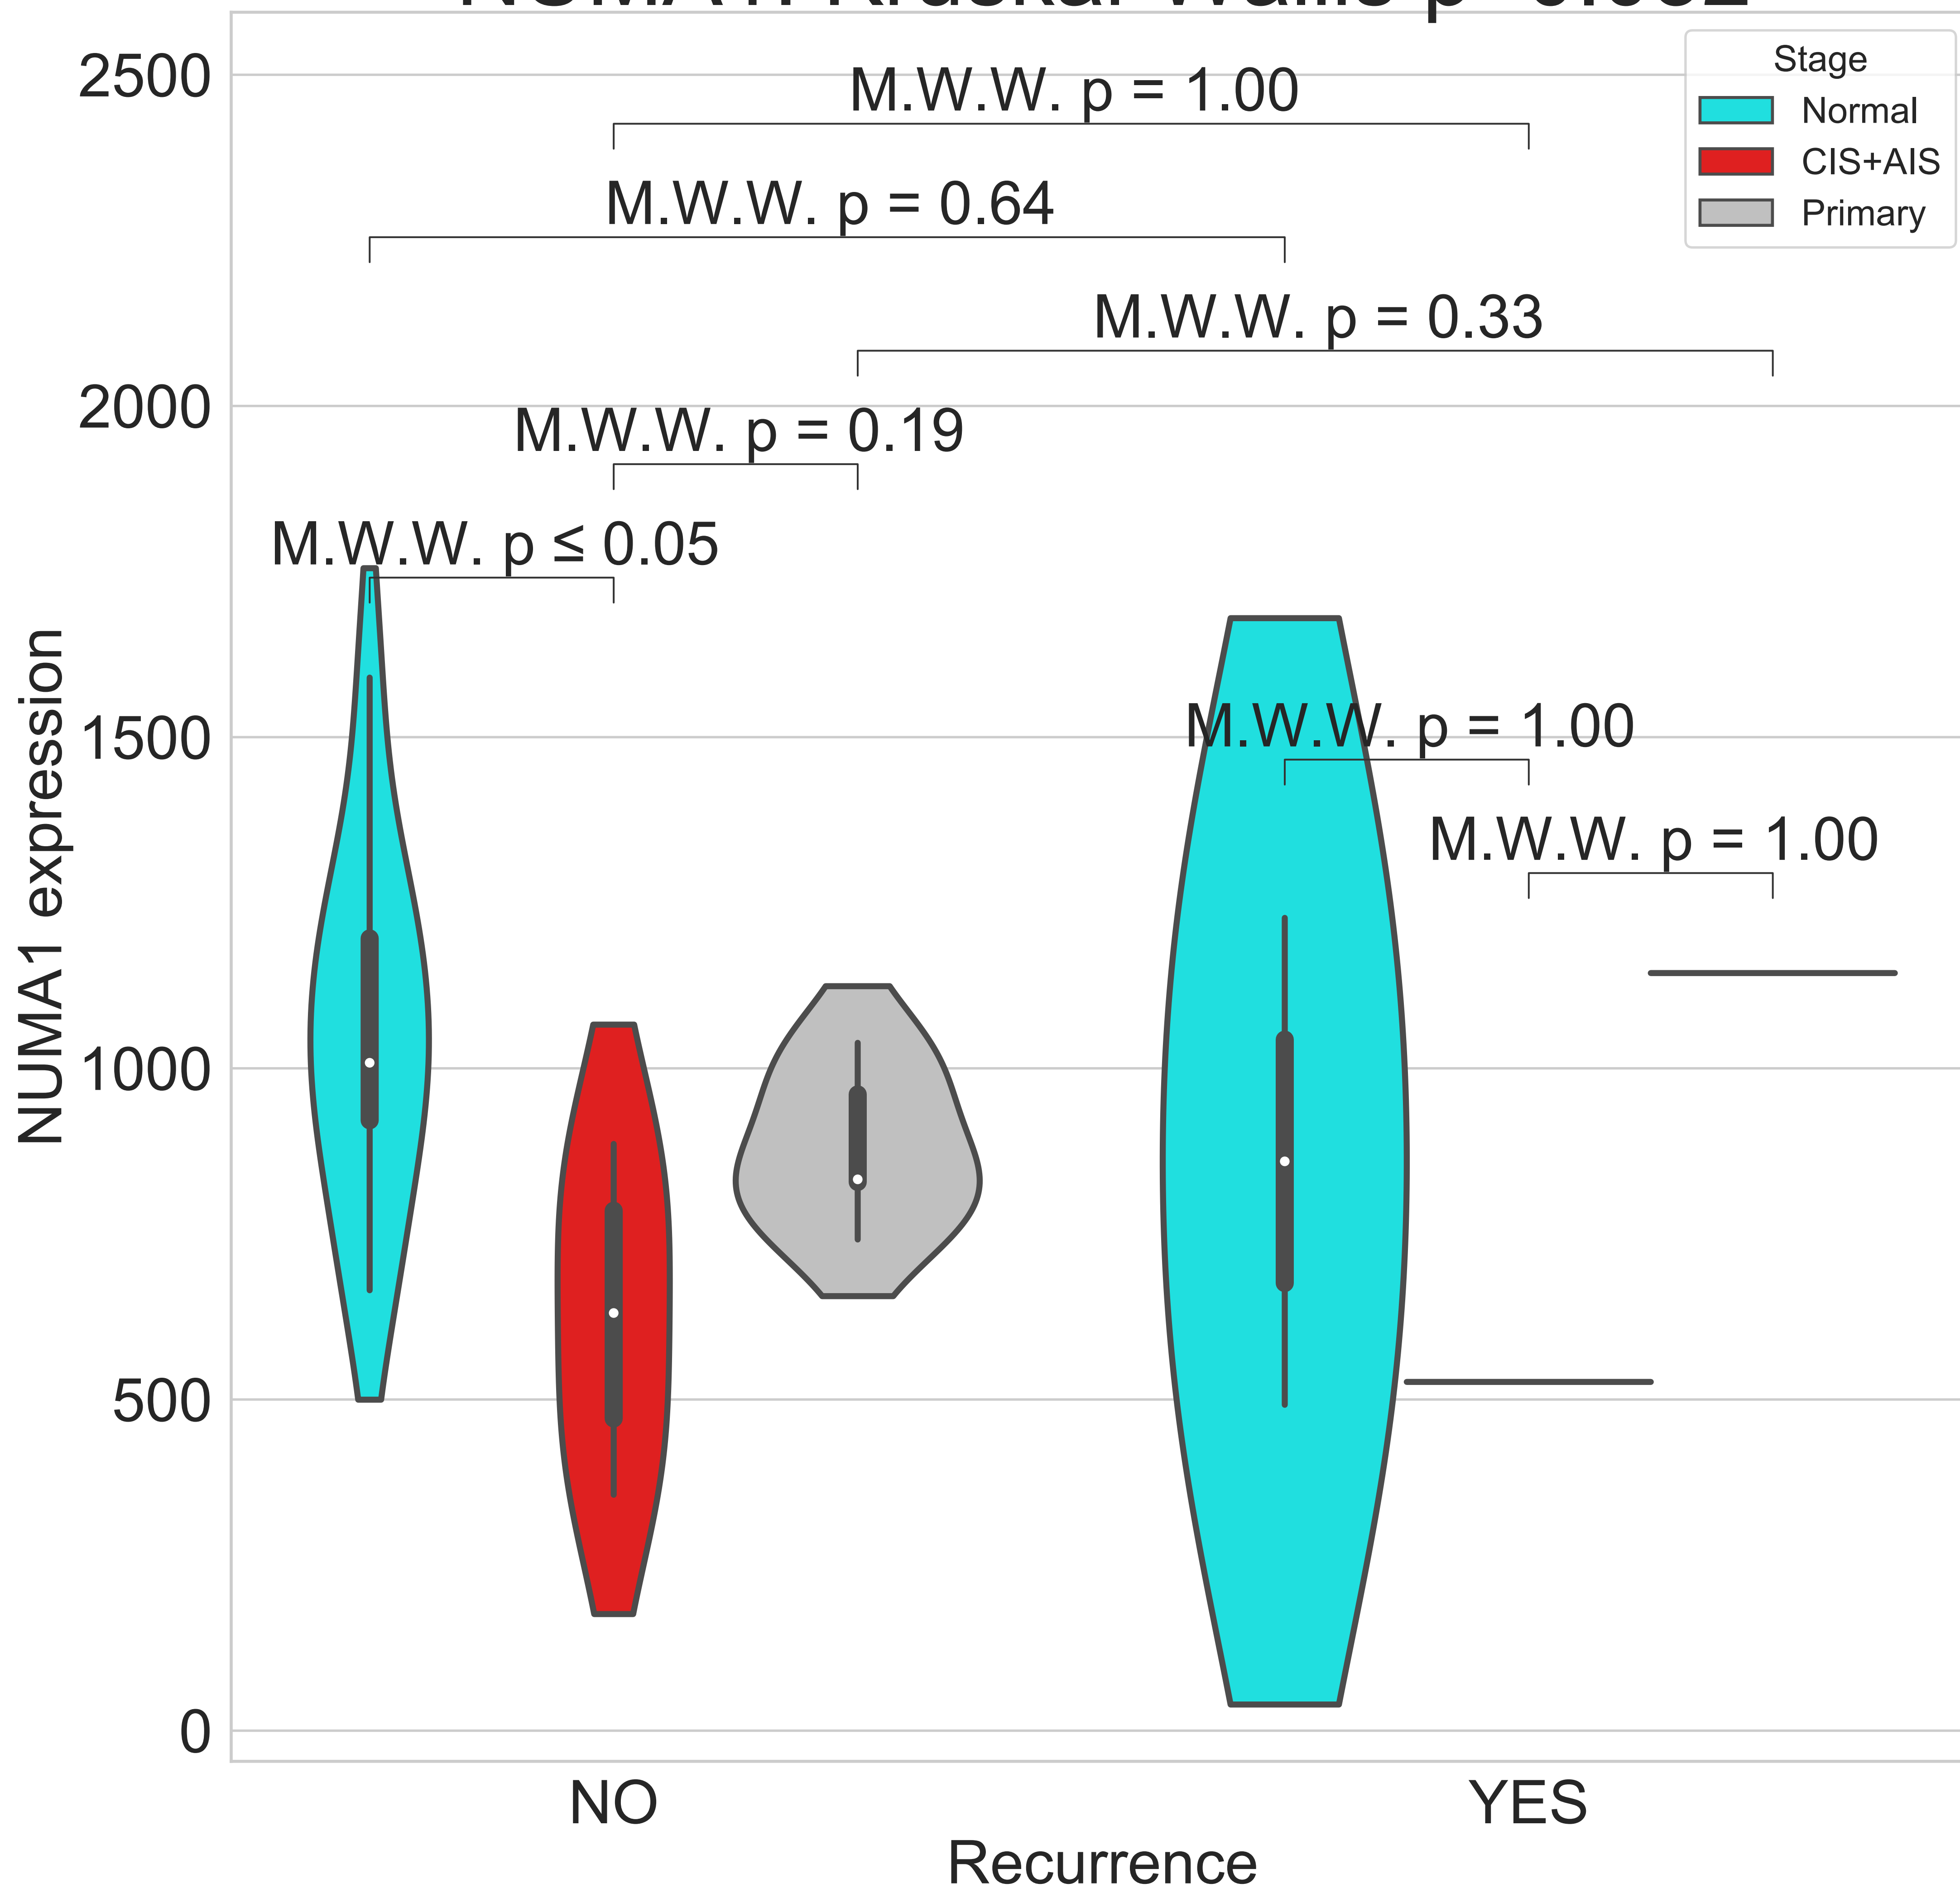 2500
M.W.W. p = 1.00
Stage
Normal
CIS+AIS
Primary
M.W.W. p = 0.64
M.W.W. p = 0.33
2000
M.W.W. p = 0.19
M.W.W. p ≤ 0.05
1500
M.W.W. p = 1.00
M.W.W. p = 1.00
NUMA1 expression
1000
500
0
NO
YES
Recurrence